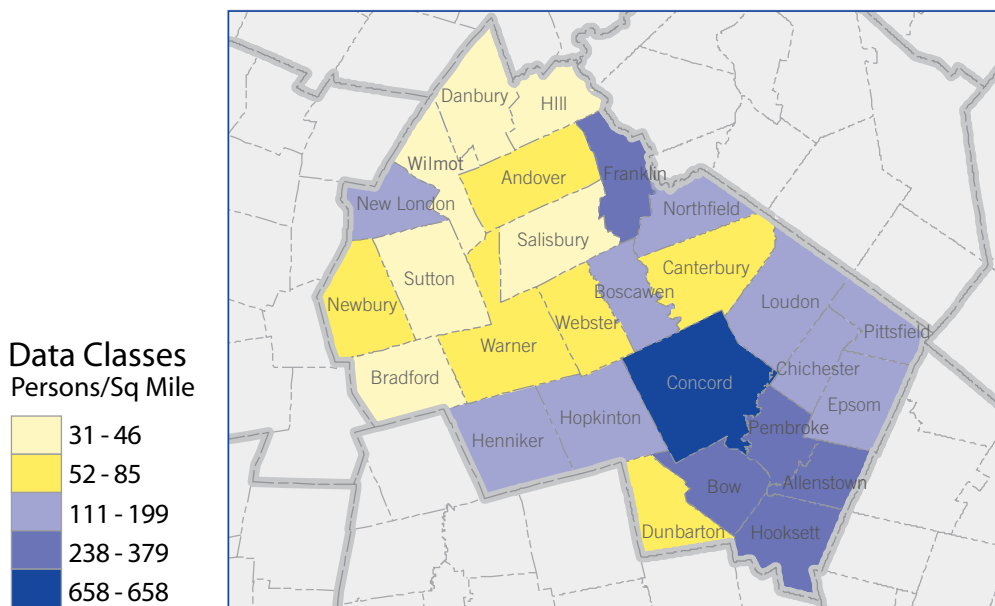 Danbury
HIll
Wilmot
Andover
Franklin
New London
Northfield
Salisbury
Sutton
Canterbury
Boscawen
Newbury
Loudon
Webster
Pittsfield
Warner
Bradford
Chichester
Concord
Epsom
Hopkinton
Pembroke
Henniker
Allenstown
Bow
Dunbarton
Hooksett
Data Classes
Persons/Sq Mile
31 - 46
52 - 85
111 - 199
238 - 379
658 - 658